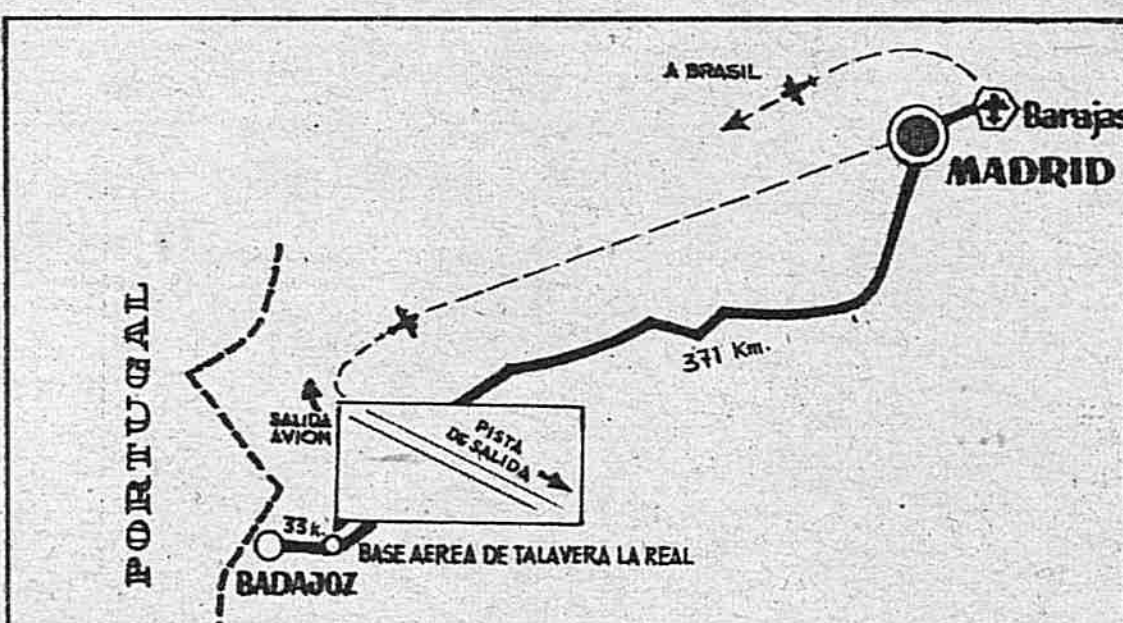 A BRASIL
Barajas
MADRID
PORTUGAL
371 Km.
SALIDA
AVION
PISTA
DE SALIDA
33 k.
BASE AEREA DE TALAVERA LA REAL
BADAJOZ